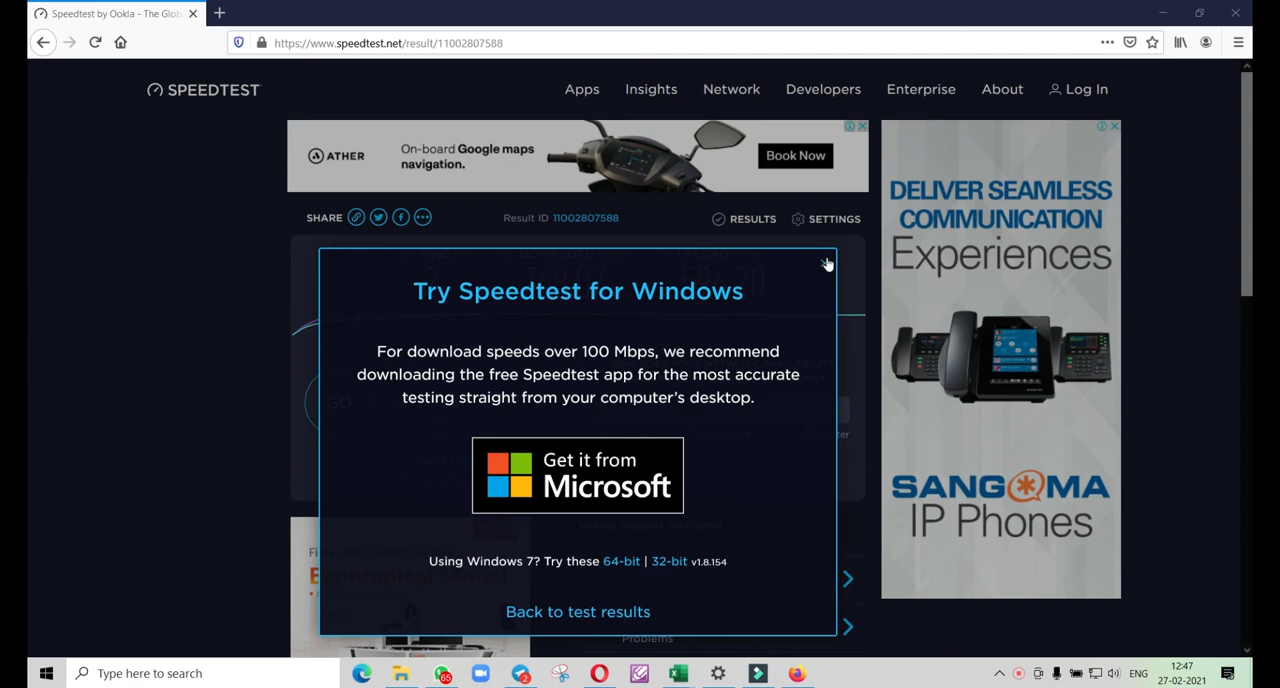 Speedtest by Ookla - The Glob
https://www.speedtest.net/result/11002807588
SPEEDTEST
Apps
Insights
Network
Developers
Enterprise
About
Log In
ATHER
On-board Google maps
navigation.
Book Now
SHARE
Result ID 11002807588
RESULTS
SETTINGS
DELIVER SEAMLESS
COMMUNICATION
Experiences
SANGOMA
IP Phones
Try Speedtest for Windows
For download speeds over 100 Mbps, we recommend
downloading the free Speedtest app for the most accurate
testing straight from your computer's desktop.
GO
Get it from
Microsoft
Using Windows 7? Try these 64-bit | 32-bit v1.8.154
Back to test results
Problems
Type here to search
65
2
ENG
12:47
27-02-2021